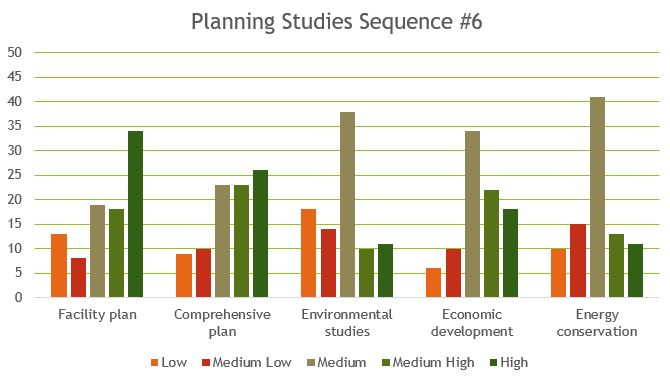 Planning Studies Sequence #6
50
45
40
35
30
25
20
15
10
5
0
Facility plan
Comprehensive
plan
Environmental
studies
Economic
development
Energy
conservation
Low
Medium Low
Medium
Medium High
High